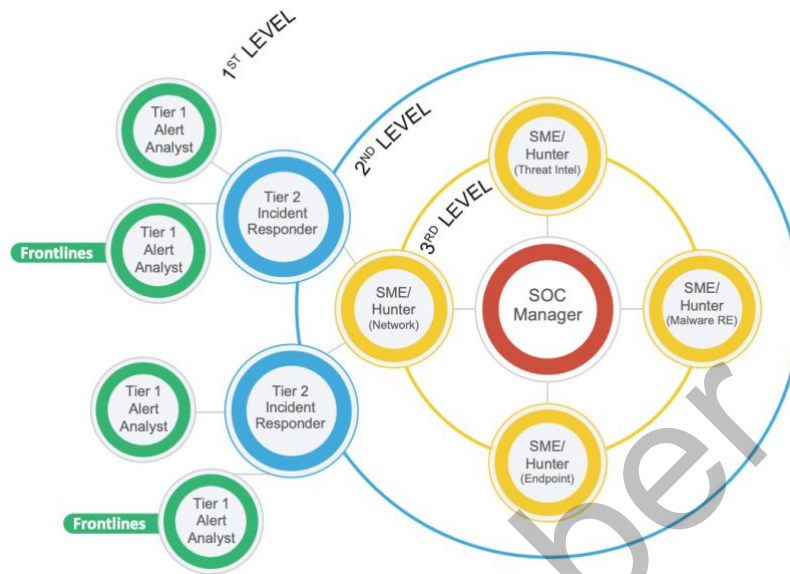 1ST LEVEL
2ND LEVEL
3RD LEVEL
Tier 1
Alert
Analyst
Tier 1
Alert
Analyst
Frontlines
Tier 2
Incident
Responder
SME/
Hunter
(Threat Intel)
SME/
Hunter
(Network)
SOC
Manager
SME/
Hunter
(Malware RE)
Tier 1
Alert
Analyst
Tier 2
Incident
Responder
SME/
Hunter
(Endpoint)
Tier 1
Alert
Analyst
Frontlines
ber